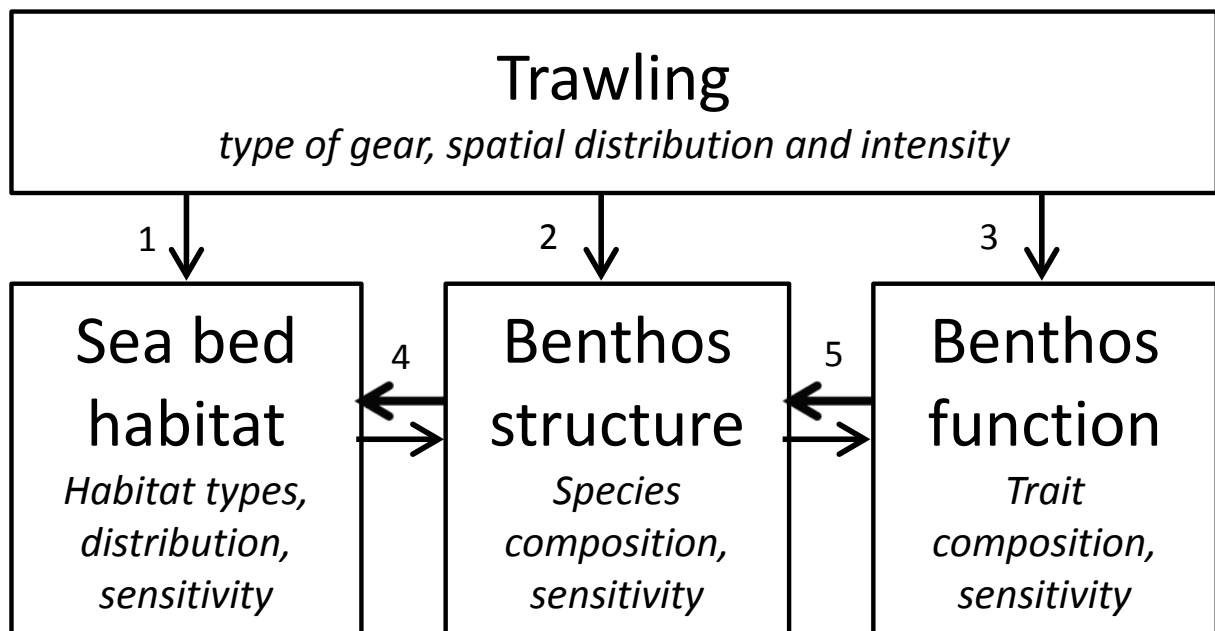 Trawling
type of gear, spatial distribution and intensity
1
2
3
Sea bed
habitat
Habitat types,
distribution,
sensitivity
4
Benthos
structure
Species
composition,
sensitivity
5
Benthos
function
Trait
composition,
sensitivity